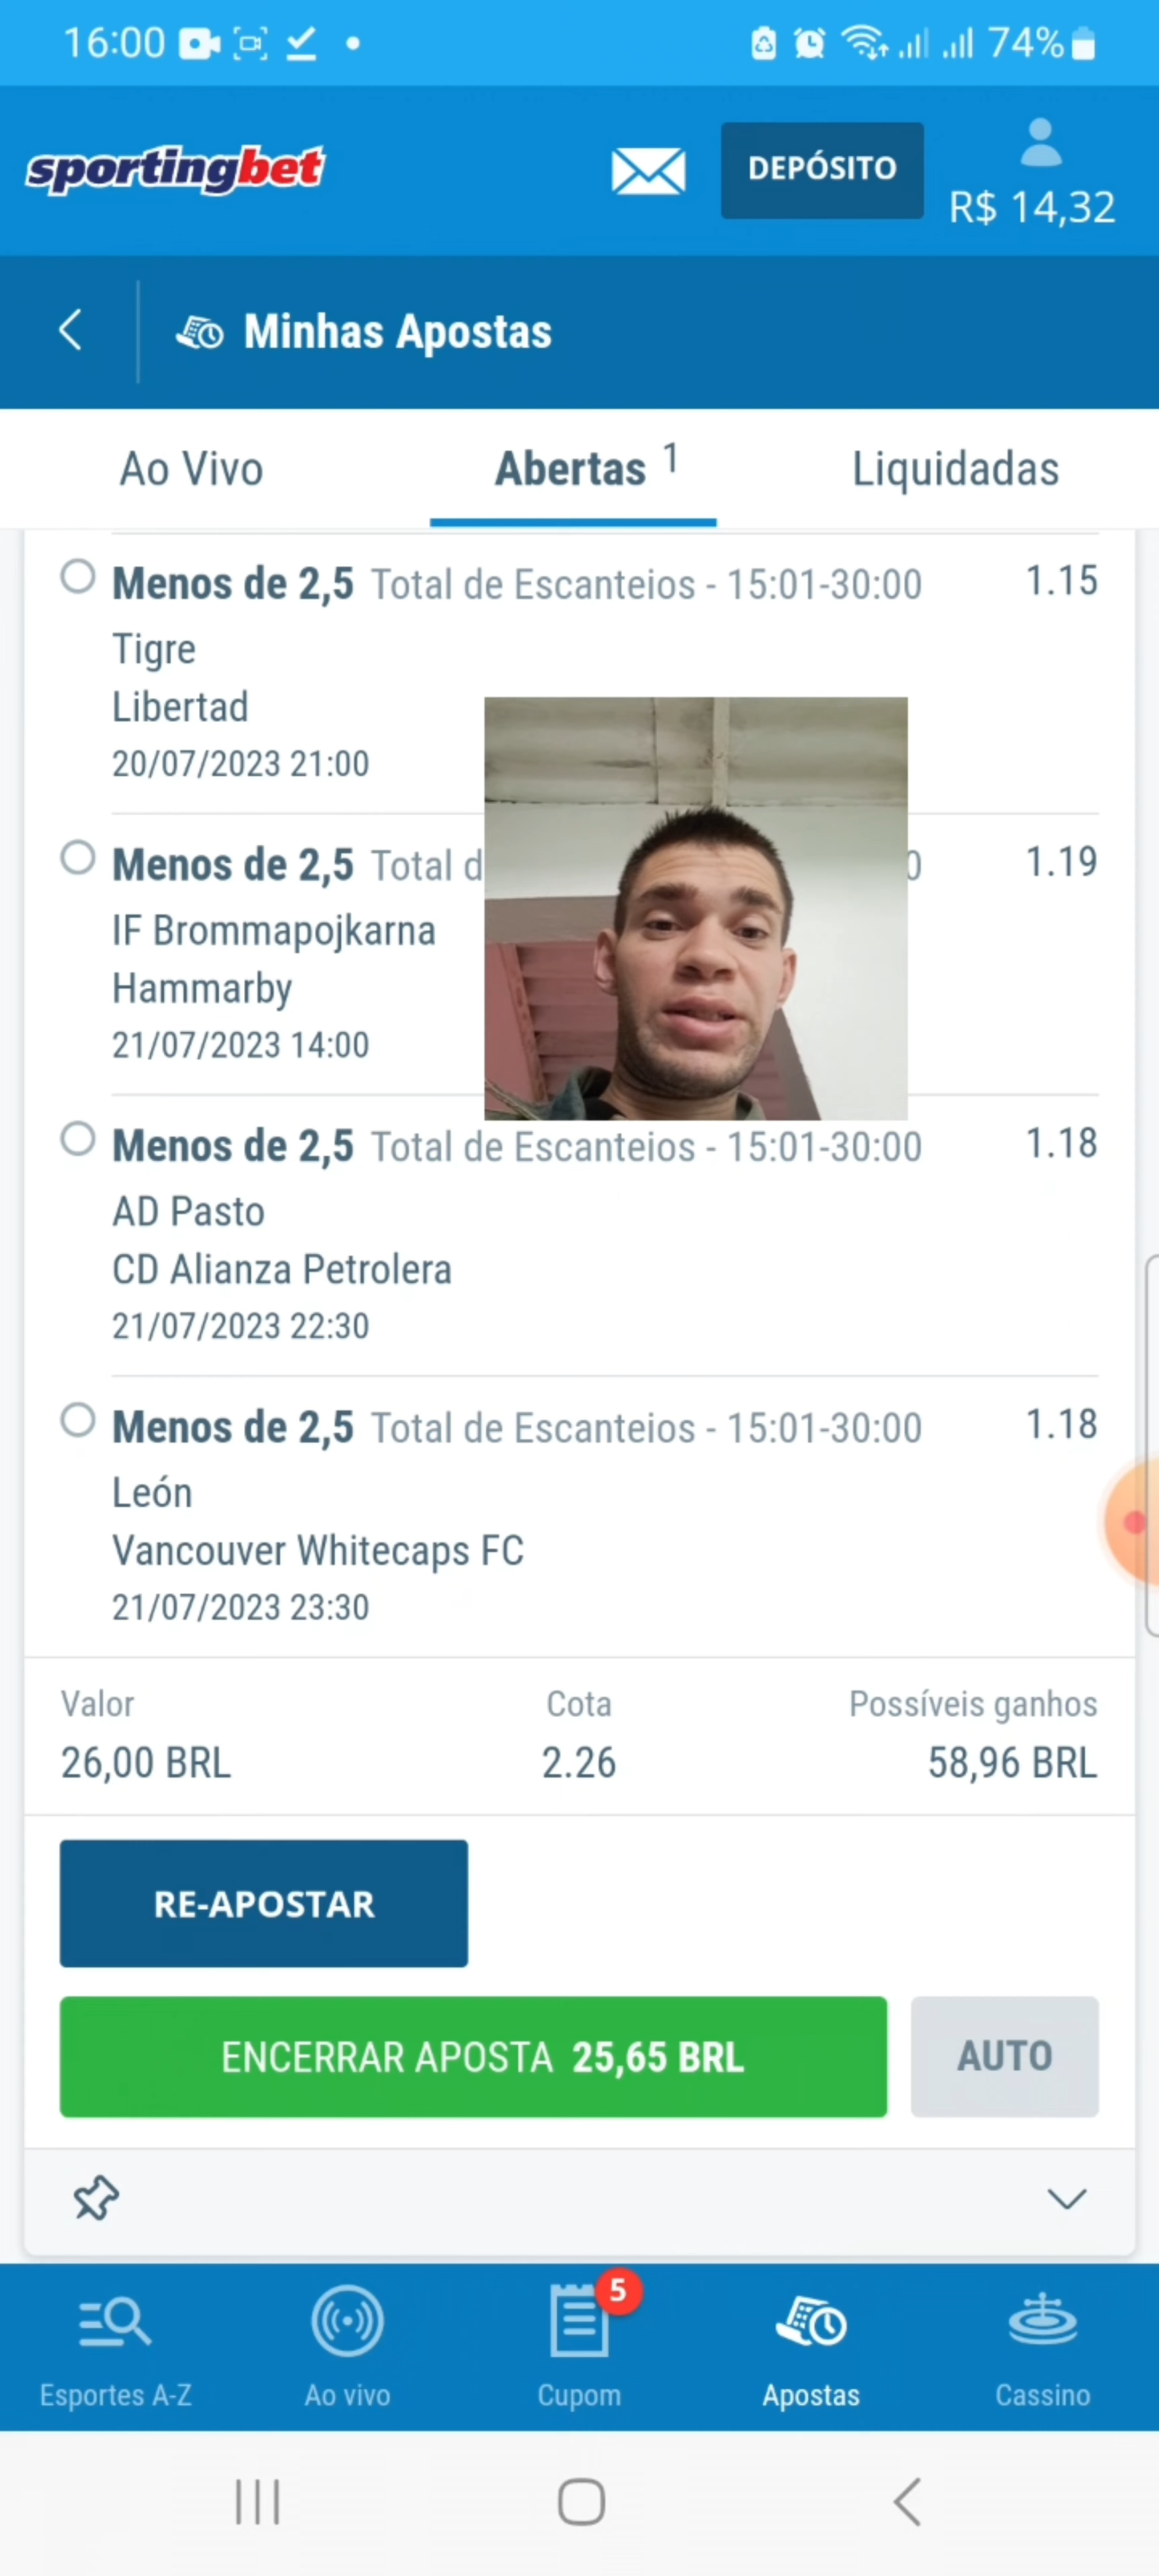 16:00
74%
sportingbet
DEPÓSITO
R$ 14,32
Minhas Apostas
Ao Vivo
Abertas 1
Liquidadas
Menos de 2,5 Total de Escanteios - 15:01-30:00 1.15
Tigre
Libertad
20/07/2023 21:00
Menos de 2,5 Total d 0 1.19
IF Brommapojkarna
Hammarby
21/07/2023 14:00
Menos de 2,5 Total de Escanteios - 15:01-30:00 1.18
AD Pasto
CD Alianza Petrolera
21/07/2023 22:30
Menos de 2,5 Total de Escanteios - 15:01-30:00 1.18
León
Vancouver Whitecaps FC
21/07/2023 23:30
Valor Cota Possíveis ganhos
26,00 BRL 2.26 58,96 BRL
RE-APOSTAR
ENCERRAR APOSTA 25,65 BRL
AUTO
5
Esportes A-Z Ao vivo Cupom Apostas Cassino